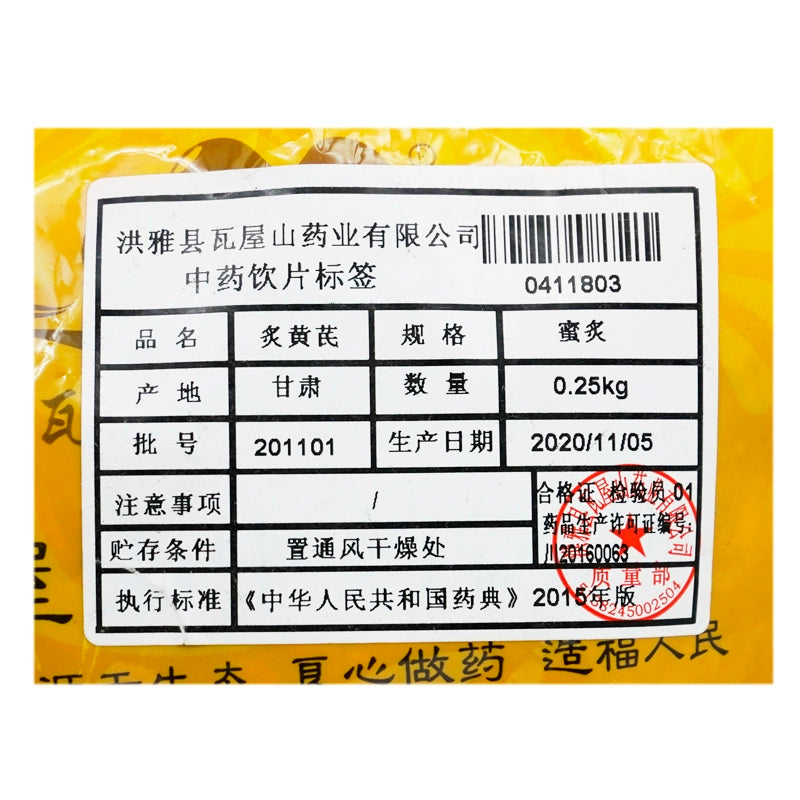 洪雅县瓦屋山药业有限公司
中药饮片标签
0411803
品 名 炙黄芪 规 格 蜜炙
产 地 甘肃 数 量 0.25kg
批 号 201101 生产日期 2020/11/05
注意事项 /
合格证 检验员 01
药品生产许可证编号:
川20160063
贮存条件 置通风干燥处
执行标准 《中华人民共和国药典》 2015年版
质量部
瓦
生态 良心做药 造福人民